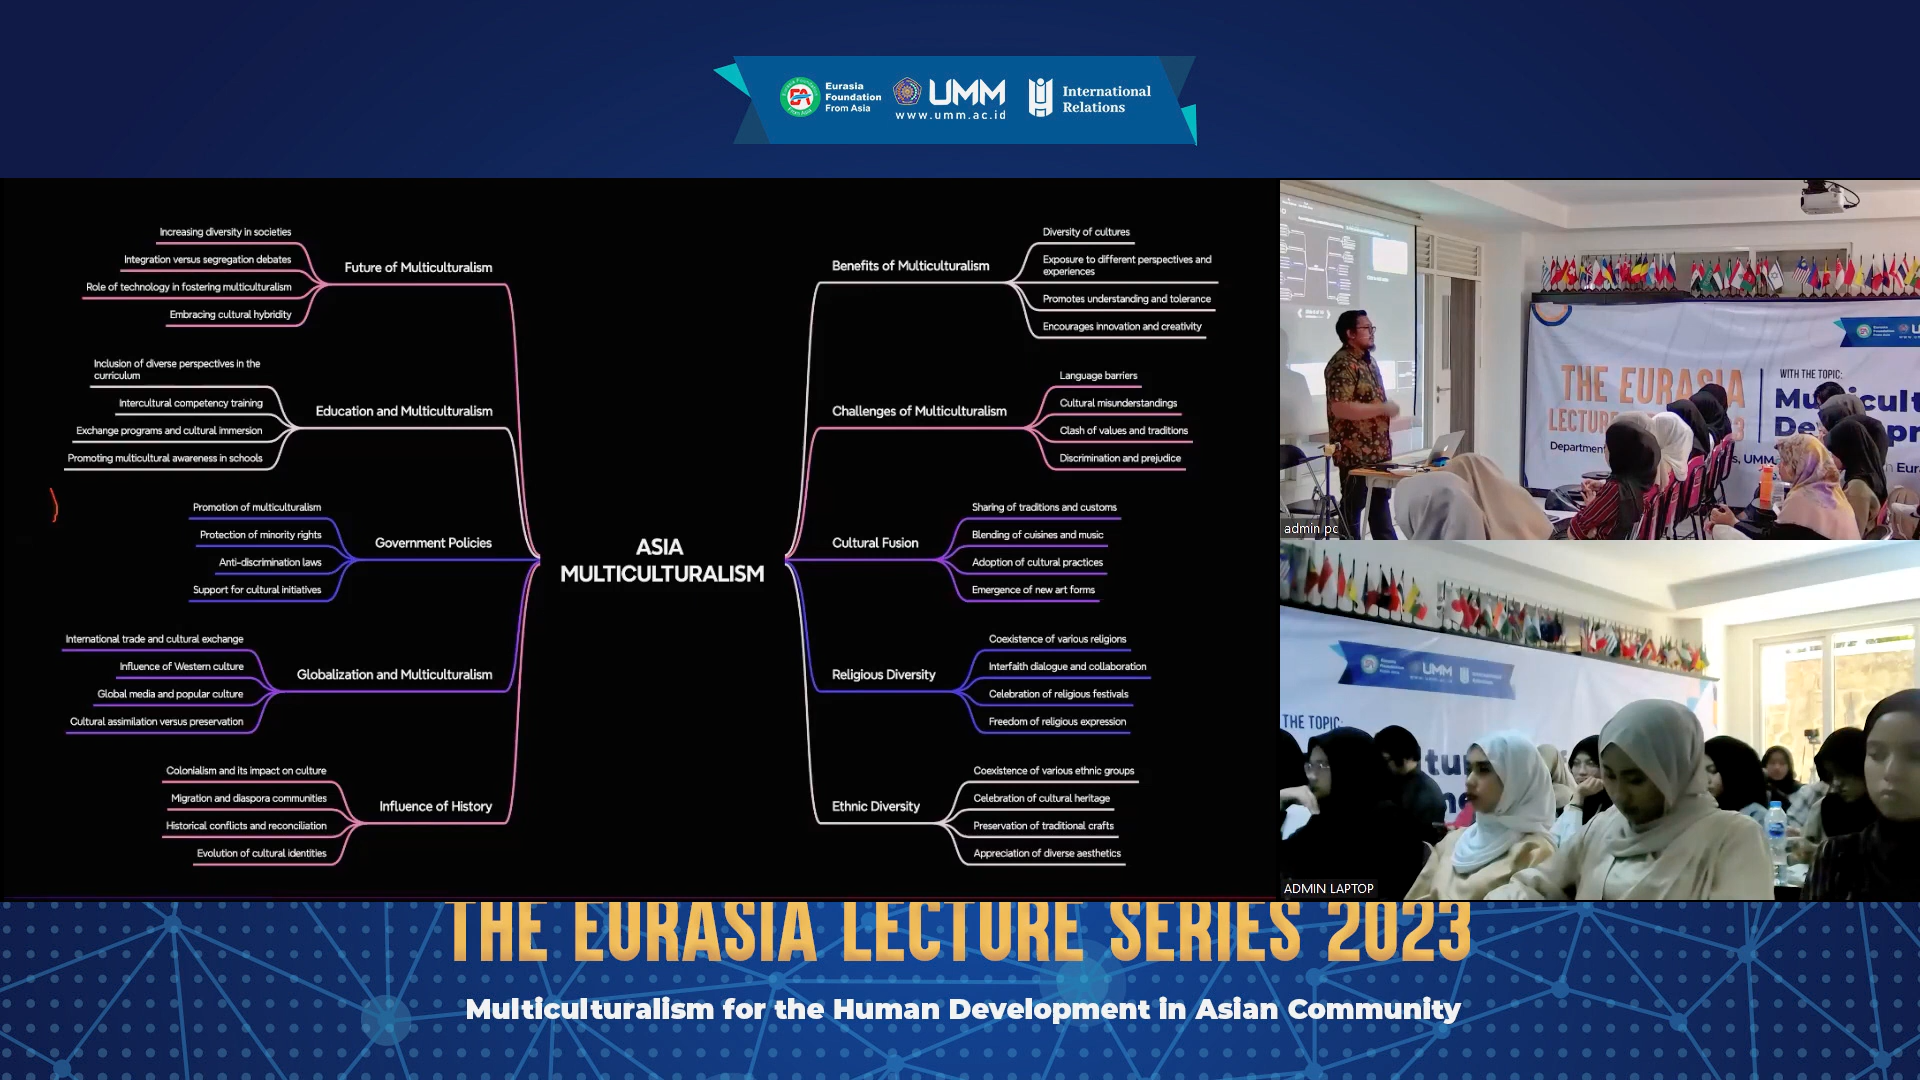 Eurasia
Foundation
From Asia
UMM
www.umm.ac.id
International
Relations
Increasing diversity in societies
Integration versus segregation debates
Role of technology in fostering multiculturalism
Embracing cultural hybridity
Future of Multiculturalism
Inclusion of diverse perspectives in the
curriculum
Intercultural competency training
Exchange programs and cultural immersion
Promoting multicultural awareness in schools
Education and Multiculturalism
Promotion of multiculturalism
Protection of minority rights
Anti-discrimination laws
Support for cultural initiatives
Government Policies
International trade and cultural exchange
Influence of Western culture
Global media and popular culture
Cultural assimilation versus preservation
Globalization and Multiculturalism
Colonialism and its impact on culture
Migration and diaspora communities
Historical conflicts and reconciliation
Evolution of cultural identities
Influence of History
ASIA
MULTICULTURALISM
Benefits of Multiculturalism
Diversity of cultures
Exposure to different perspectives and
experiences
Promotes understanding and tolerance
Encourages innovation and creativity
Challenges of Multiculturalism
Language barriers
Cultural misunderstandings
Clash of values and traditions
Discrimination and prejudice
Cultural Fusion
Sharing of traditions and customs
Blending of cuisines and music
Adoption of cultural practices
Emergence of new art forms
Religious Diversity
Coexistence of various religions
Interfaith dialogue and collaboration
Celebration of religious festivals
Freedom of religious expression
Ethnic Diversity
Coexistence of various ethnic groups
Celebration of cultural heritage
Preservation of traditional crafts
Appreciation of diverse aesthetics
THE EURASIA
WITH THE TOPIC:
admin pc
UMM
THE TOPIC:
ADMIN LAPTOP
THE EURASIA LECTURE SERIES 2023
Multiculturalism for the Human Development in Asian Community